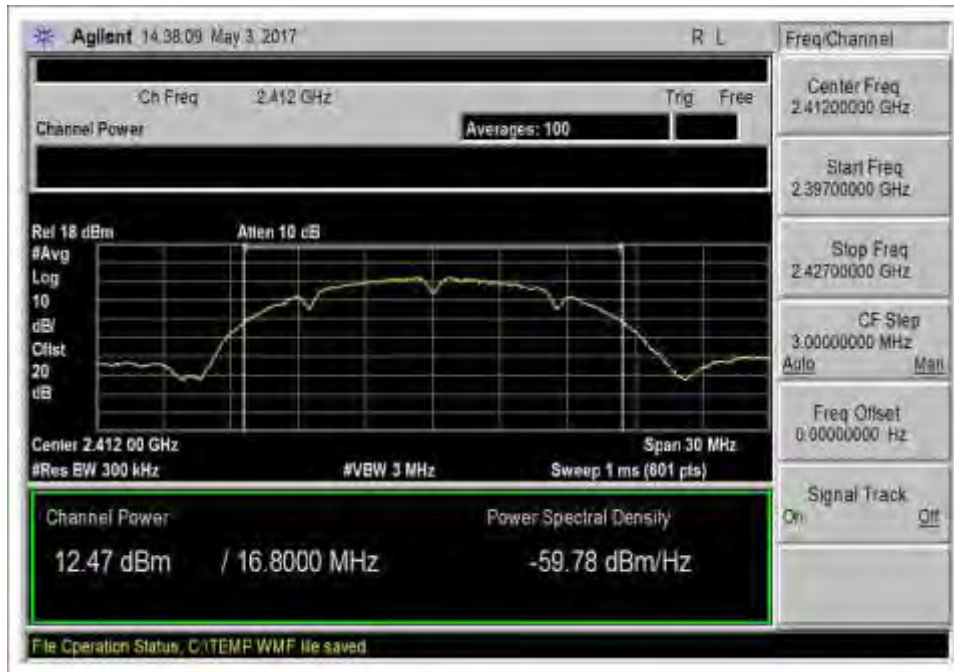 Agilent 14:38:09 May 3, 2017 R L
Freq/Channel
Ch Freq 2.412 GHz Trig Free
Channel Power Averages: 100
Center Freq
2.41200000 GHz
Start Freq
2.39700000 GHz
Stop Freq
2.42700000 GHz
CF Step
3.00000000 MHz
Auto Man
Freq Offset
0.00000000 Hz
Signal Track
On Off
Ref 18 dBm Atten 10 dB
#Avg
Log
10
dB/
Offst
20
dB
Center 2.412 00 GHz Span 30 MHz
#Res BW 300 kHz #VBW 3 MHz Sweep 1 ms (601 pts)
Channel Power Power Spectral Density
12.47 dBm / 16.8000 MHz -59.78 dBm/Hz
File Operation Status, C:\TEMP.WMF file saved